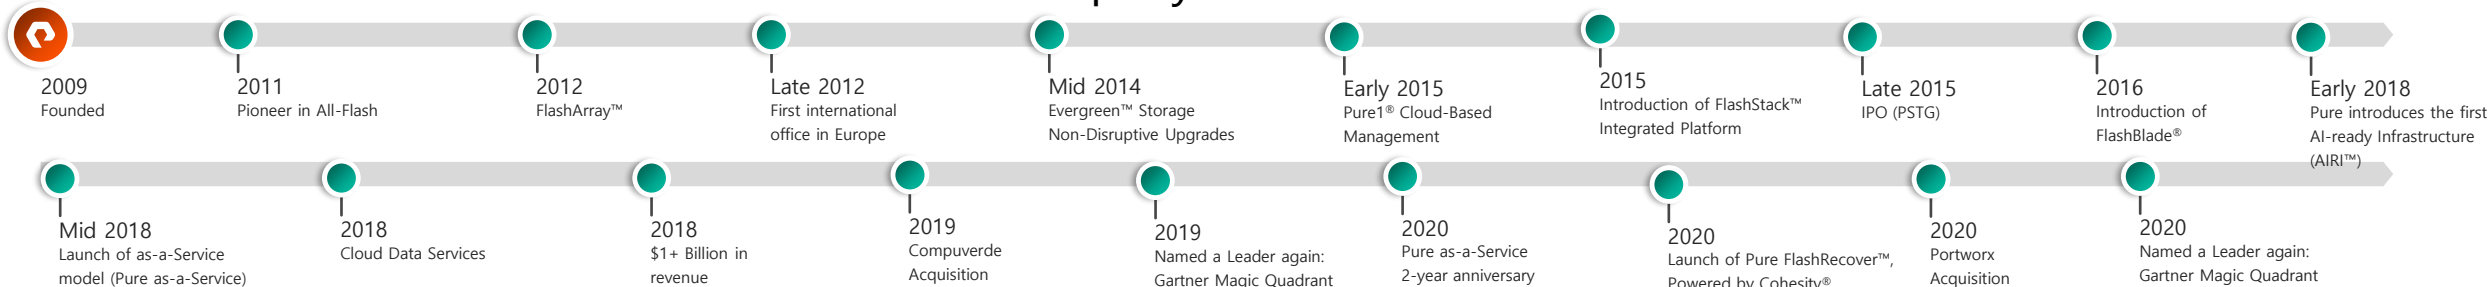 2009
Founded
2011
Pioneer in All-Flash
2012
FlashArray™
Late 2012
First international
office in Europe
Mid 2014
Evergreen™ Storage
Non-Disruptive Upgrades
Early 2015
Pure1® Cloud-Based
Management
2015
Introduction of FlashStack™
Integrated Platform
Late 2015
IPO (PSTG)
2016
Introduction of
FlashBlade®
Early 2018
Pure introduces the first
AI-ready Infrastructure
(AIRI™)
Mid 2018
Launch of as-a-Service
model (Pure as-a-Service)
2018
Cloud Data Services
2018
$1+ Billion in
revenue
2019
Compuverde
Acquisition
2019
Named a Leader again:
Gartner Magic Quadrant
2020
Pure as-a-Service
2-year anniversary
2020
Launch of Pure FlashRecover™,
Powered by Cohesity®
2020
Portworx
Acquisition
2020
Named a Leader again:
Gartner Magic Quadrant